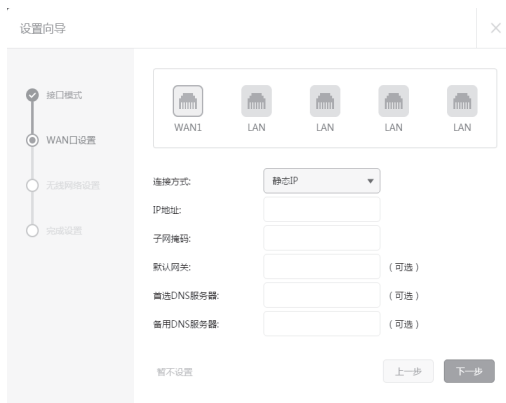 设置向导
接口模式
WAN口设置
无线网络设置
完成设置
WAN1 LAN LAN LAN LAN
连接方式: 静态IP
IP地址:
子网掩码:
默认网关: (可选)
首选DNS服务器: (可选)
备用DNS服务器: (可选)
暂不设置 上一步 下一步